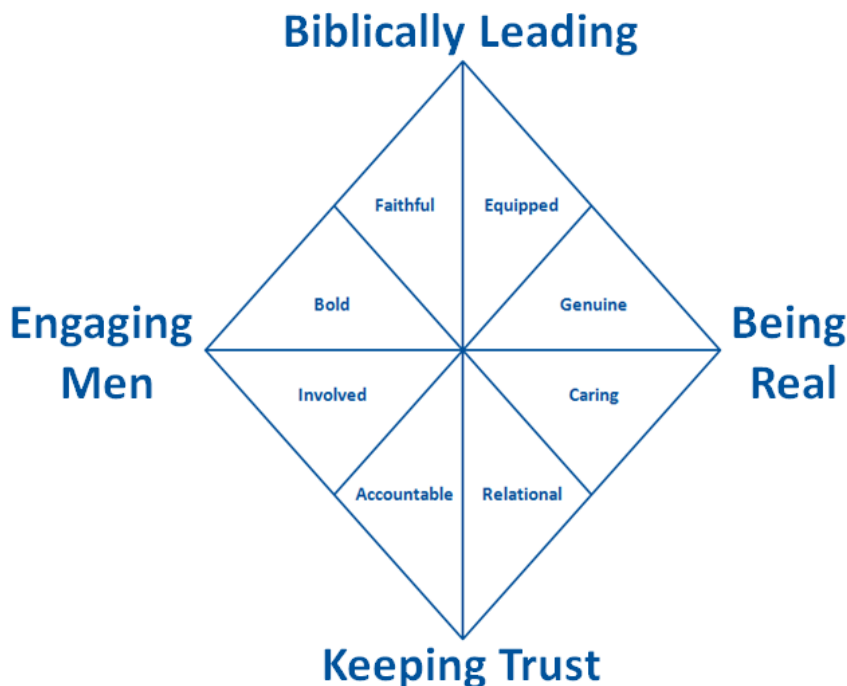 Biblically Leading
Faithful
Equipped
Bold
Genuine
Engaging
Men
Being
Real
Involved
Caring
Accountable
Relational
Keeping Trust